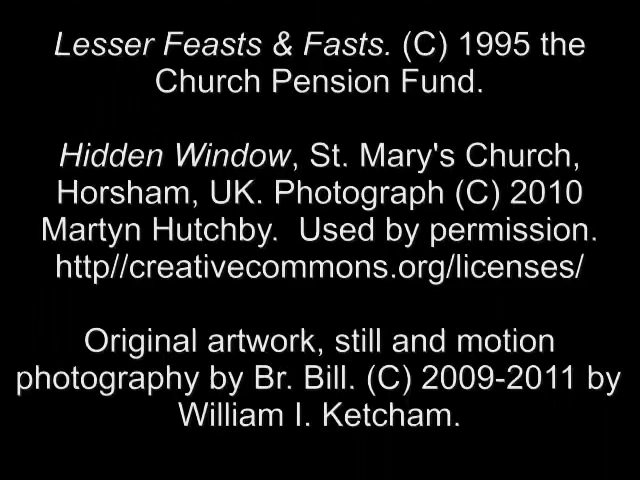 Lesser Feasts & Fasts. (C) 1995 the
Church Pension Fund.
Hidden Window, St. Mary's Church,
Horsham, UK. Photograph (C) 2010
Martyn Hutchby.  Used by permission.
http//creativecommons.org/licenses/
Original artwork, still and motion
photography by Br. Bill. (C) 2009-2011 by
William I. Ketcham.